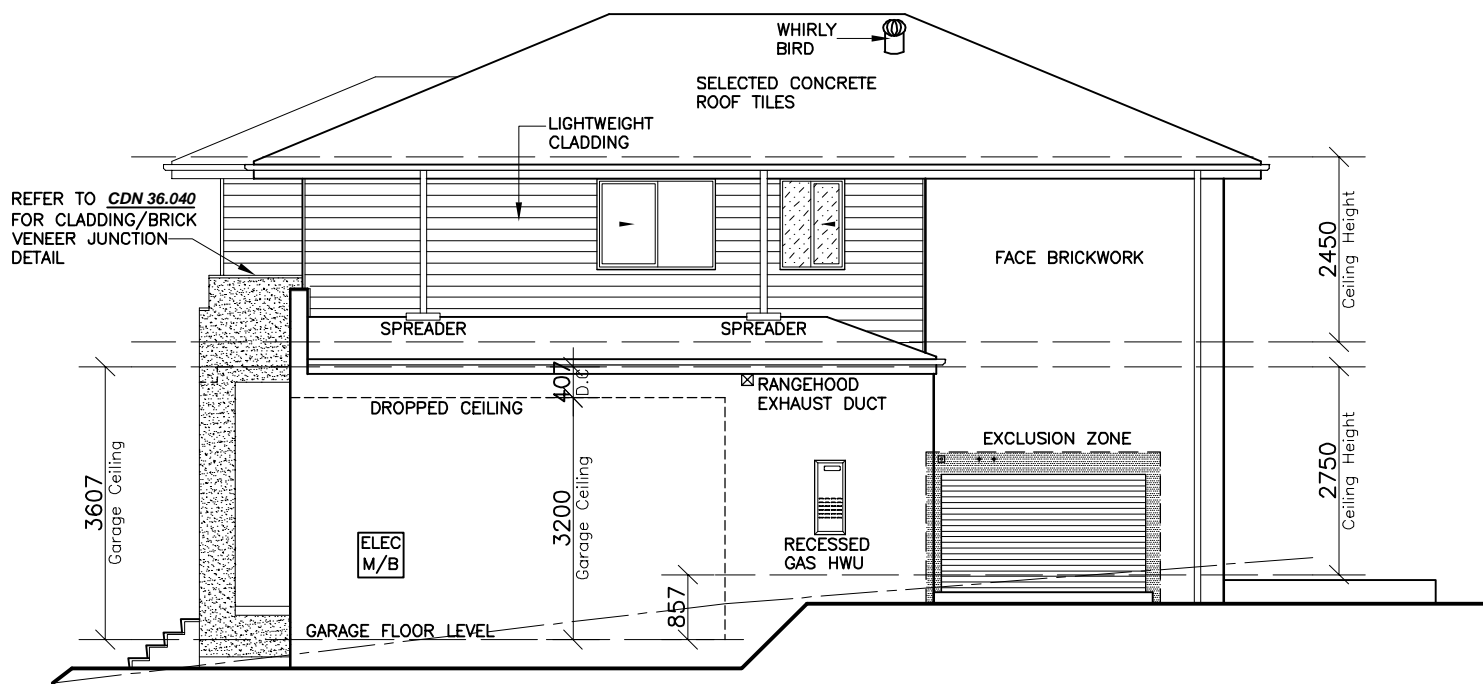 WHIRLY
BIRD
SELECTED CONCRETE
ROOF TILES
LIGHTWEIGHT
CLADDING
REFER TO CDN 36.040
FOR CLADDING/BRICK
VENEER JUNCTION
DETAIL
FACE BRICKWORK
2450
Ceiling Height
SPREADER
SPREADER
407
D.C
RANGEHOOD
EXHAUST DUCT
DROPPED CEILING
EXCLUSION ZONE
3607
Garage Ceiling
3200
Garage Ceiling
2750
Ceiling Height
ELEC
M/B
RECESSED
GAS HWU
857
GARAGE FLOOR LEVEL